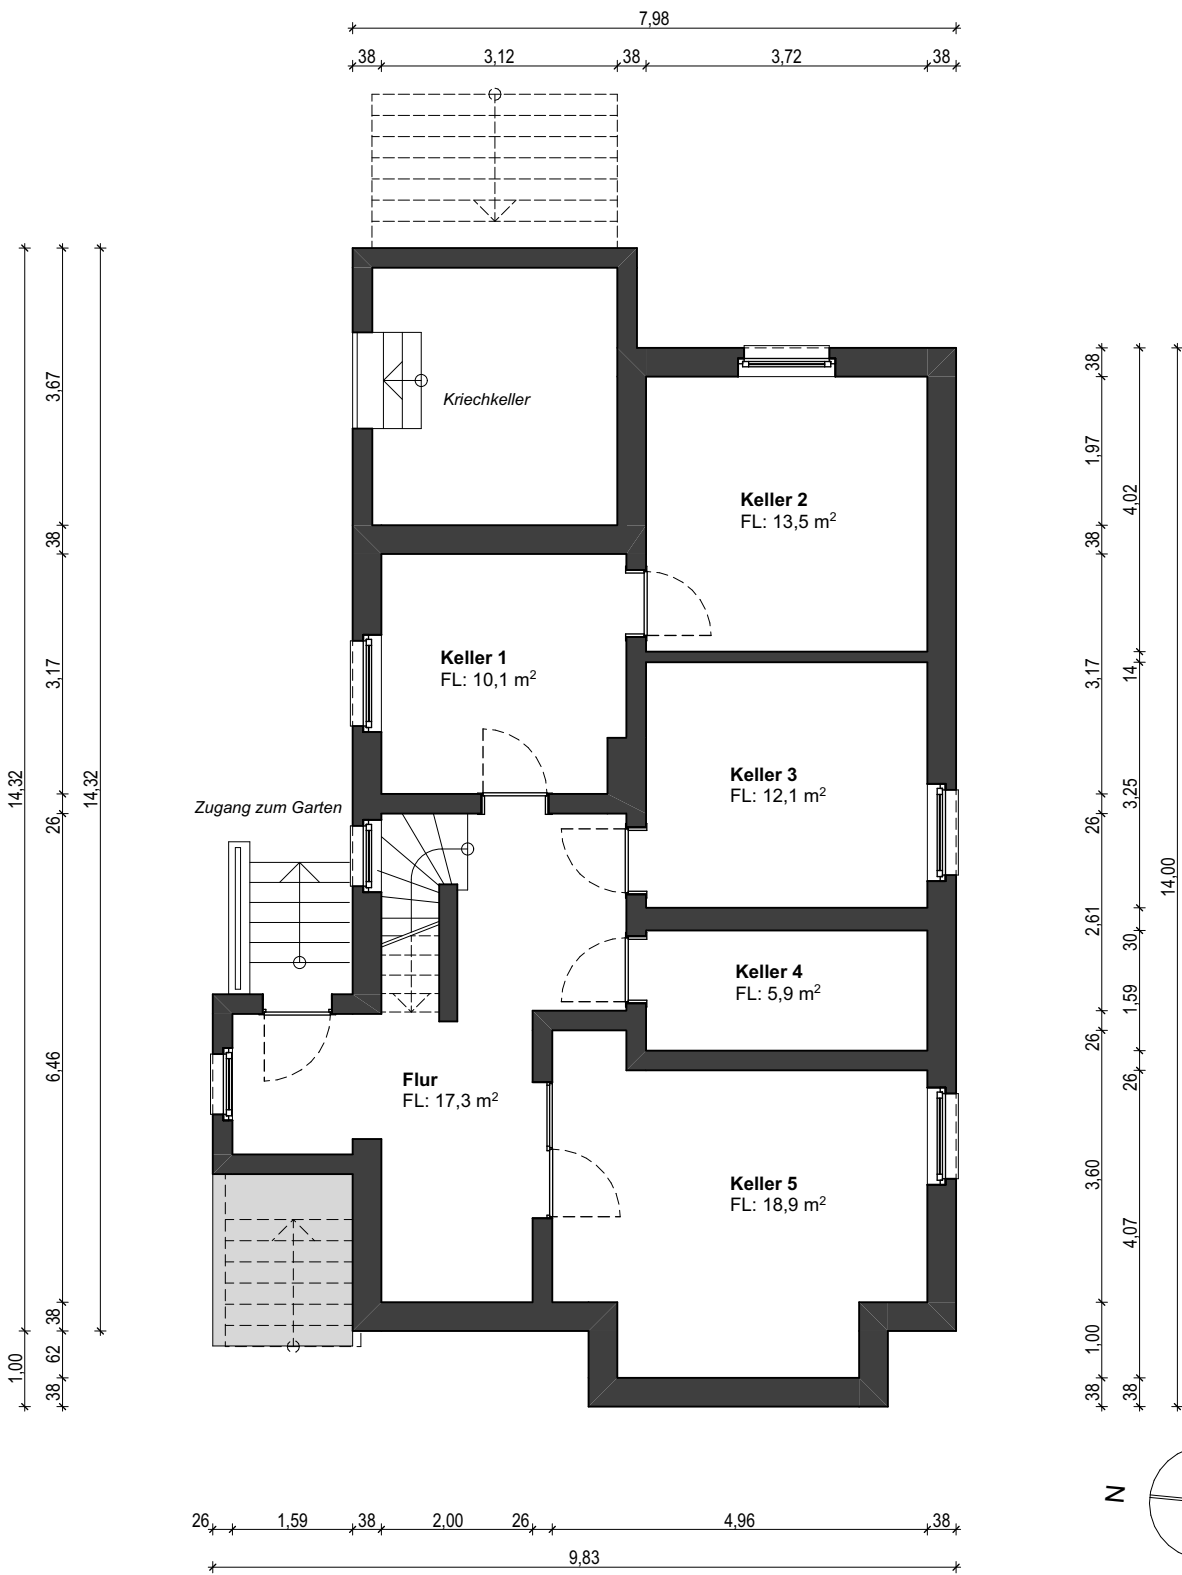 7,98
38 3,12 38 3,72 38
Kriechkeller
Keller 2
FL: 13,5 m²
Keller 1
FL: 10,1 m²
Keller 3
FL: 12,1 m²
Zugang zum Garten
Keller 4
FL: 5,9 m²
Flur
FL: 17,3 m²
Keller 5
FL: 18,9 m²
14,32
1,00
3,67
38
3,17
26
6,46
38
62
38
14,32
38
1,97
38
3,17
26
2,61
26
3,60
1,00
38
4,02
14
3,25
30
1,59
26
4,07
38
14,00
N
26 1,59 38 2,00 26 4,96 38
9,83